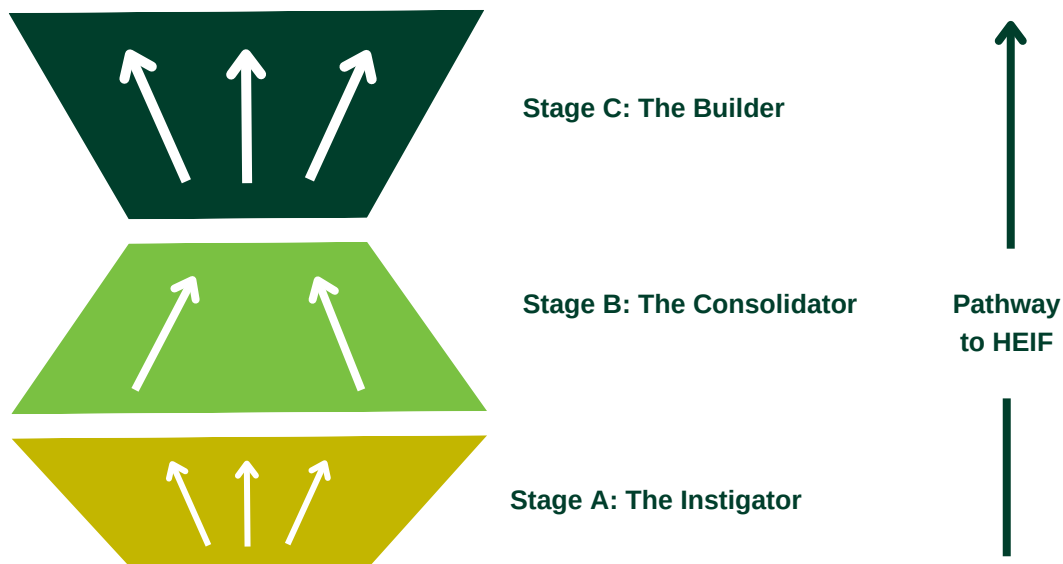 Stage C: The Builder
Stage B: The Consolidator
Pathway
to HEIF
Stage A: The Instigator